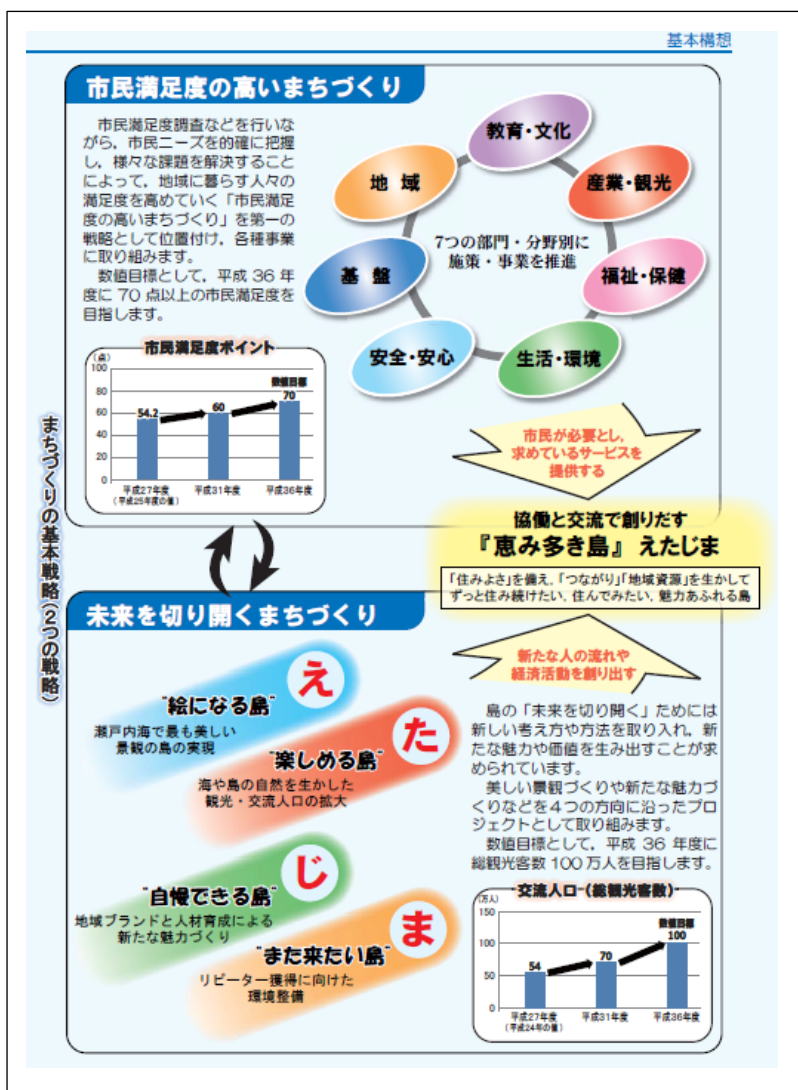 基本構想
市民満足度の高いまちづくり
市民満足度調査などを行いな
がら，市民ニーズを的確に把握
し，様々な課題を解決すること
によって，地域に暮らす人々の
満足度を高めていく「市民満足
度の高いまちづくり」を第一の
戦略として位置付け，各種事業
に取り組みます。
数値目標として，平成 36 年
度に 70 点以上の市民満足度を
目指します。
教育・文化
産業・観光
福祉・保健
生活・環境
安全・安心
基 盤
地 域
7つの部門・分野別に
施策・事業を推進
市民満足度ポイント
(点)
100
80
60
40
20
0
54.2
60
数値目標
70
平成27年度
(平成25年度の値)
平成31年度
平成36年度
まちづくりの基本戦略(2つの戦略)
市民が必要とし，
求めているサービスを
提供する
協働と交流で創りだす
『恵み多き島』 えたじま
「住みよさ」を備え，「つながり」「地域資源」を生かして
ずっと住み続けたい，住んでみたい，魅力あふれる島
新たな人の流れや
経済活動を創り出す
未来を切り開くまちづくり
え
"絵になる島"
瀬戸内海で最も美しい
景観の島の実現
た
"楽しめる島"
海や島の自然を生かした
観光・交流人口の拡大
じ
"自慢できる島"
地域ブランドと人材育成による
新たな魅力づくり
ま
"また来たい島"
リピーター獲得に向けた
環境整備
島の「未来を切り開く」ためには
新しい考え方や方法を取り入れ，新
たな魅力や価値を生み出すことが求
められています。
美しい景観づくりや新たな魅力づ
くりなどを4つの方向に沿ったプロ
ジェクトとして取り組みます。
数値目標として，平成 36 年度に
総観光客数 100 万人を目指します。
交流人口(総観光客数)
(万人)
150
100
50
0
54
70
数値目標
100
平成27年度
(平成24年の値)
平成31年度
平成36年度